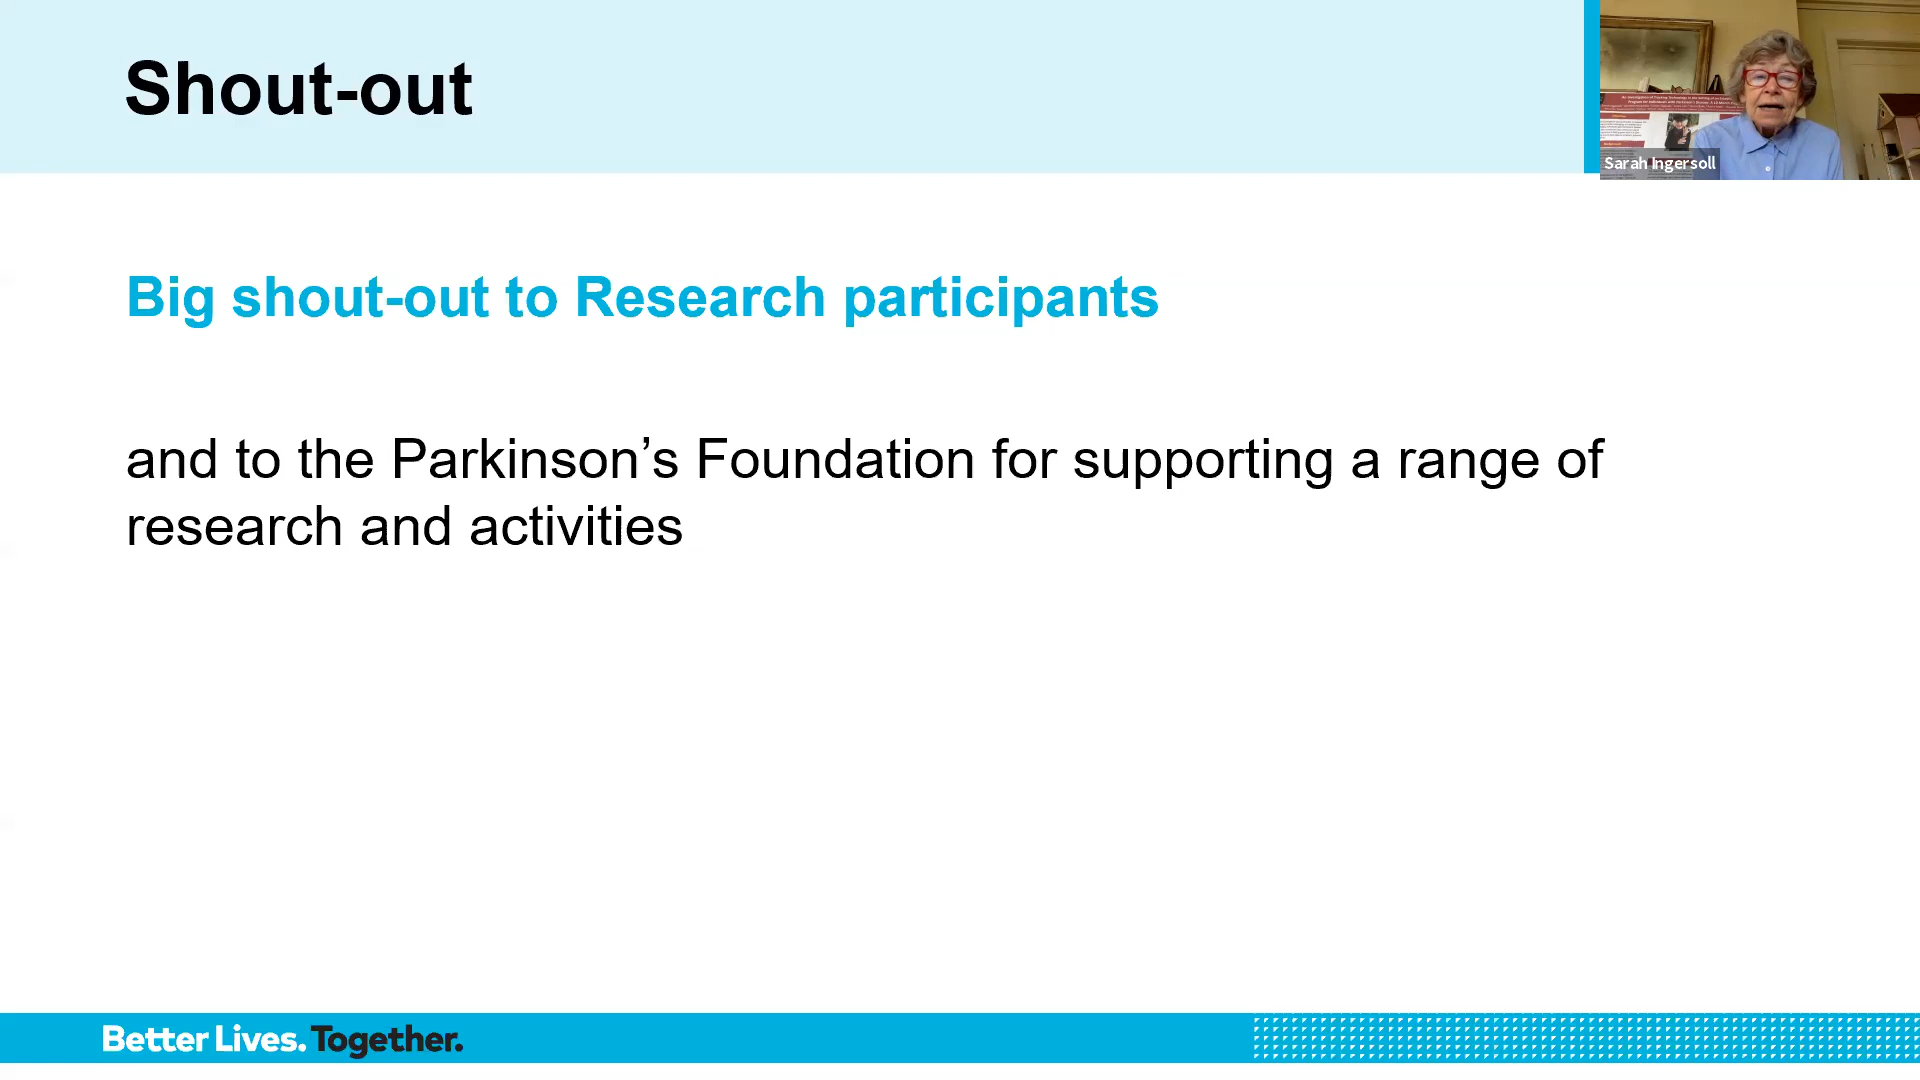 Shout-out
Sarah Ingersoll
Big shout-out to Research participants
and to the Parkinson’s Foundation for supporting a range of
research and activities
Better Lives. Together.